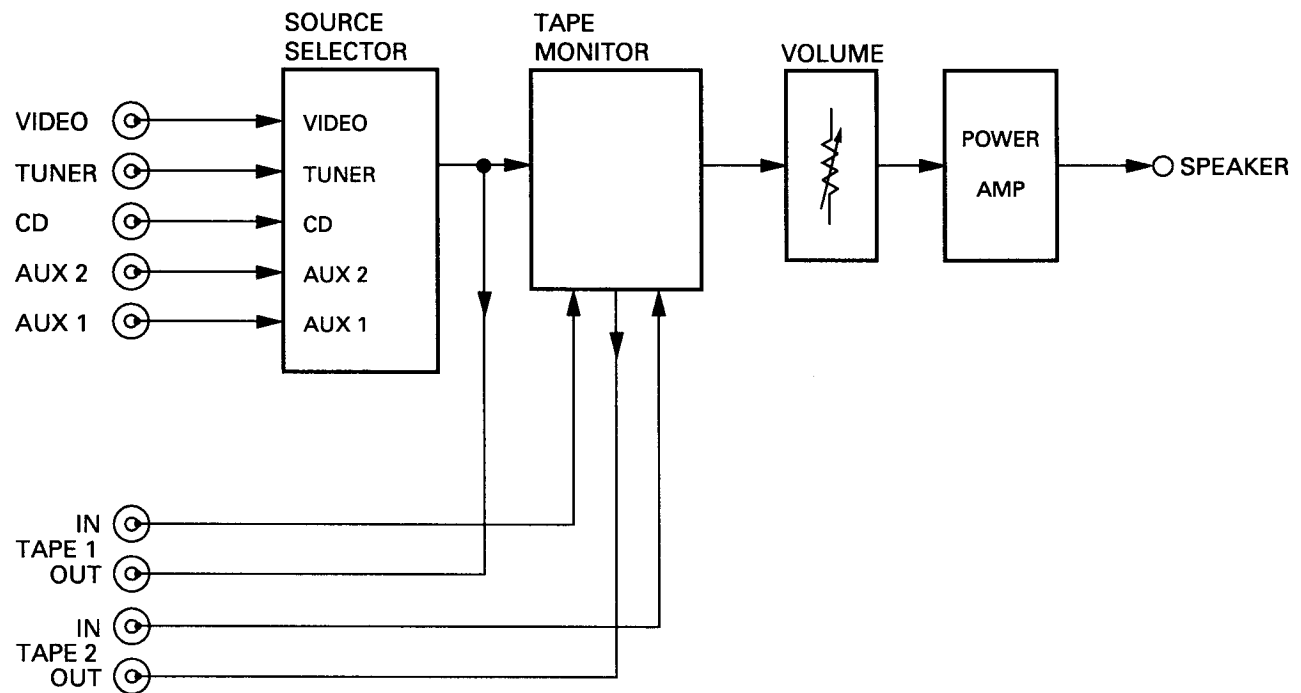 SOURCE
SELECTOR
TAPE
MONITOR
VOLUME
VIDEO
TUNER
CD
AUX 2
AUX 1
VIDEO
TUNER
CD
AUX 2
AUX 1
POWER
AMP
SPEAKER
IN
TAPE 1
OUT
IN
TAPE 2
OUT